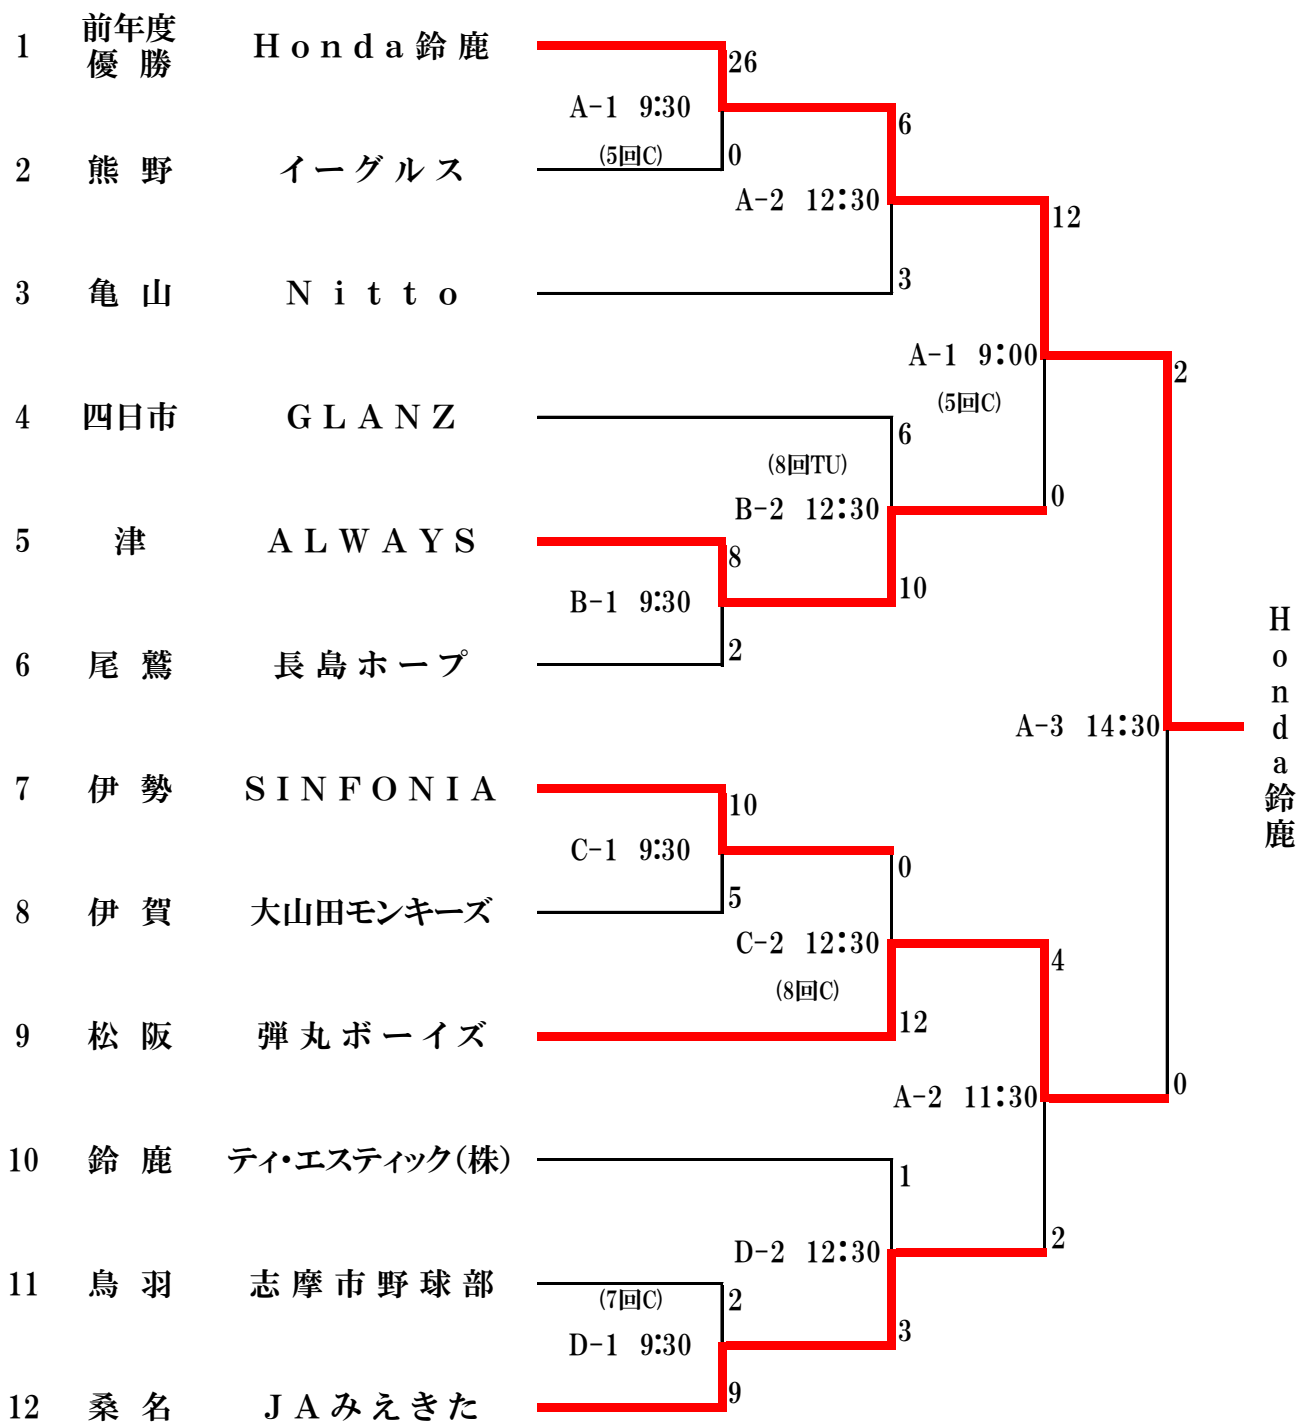 1 前年度優勝 Honda鈴鹿
26
A-1 9:30
(5回C)
0
2 熊野 イーグルス
6
A-2 12:30
12
3 亀山 Nitto
3
A-1 9:00
(5回C)
2
4 四日市 GLANZ
6
(8回TU)
B-2 12:30
0
5 津 ALWAYS
8
B-1 9:30
10
2
6 尾鷲 長島ホープ
A-3 14:30
Honda鈴鹿
7 伊勢 SINFONIA
10
C-1 9:30
0
5
8 伊賀 大山田モンキーズ
C-2 12:30
(8回C)
4
12
9 松阪 弾丸ボーイズ
A-2 11:30
0
10 鈴鹿 ティ・エスティック(株)
1
D-2 12:30
2
11 鳥羽 志摩市野球部
(7回C)
2
D-1 9:30
3
9
12 桑名 JAみえきた